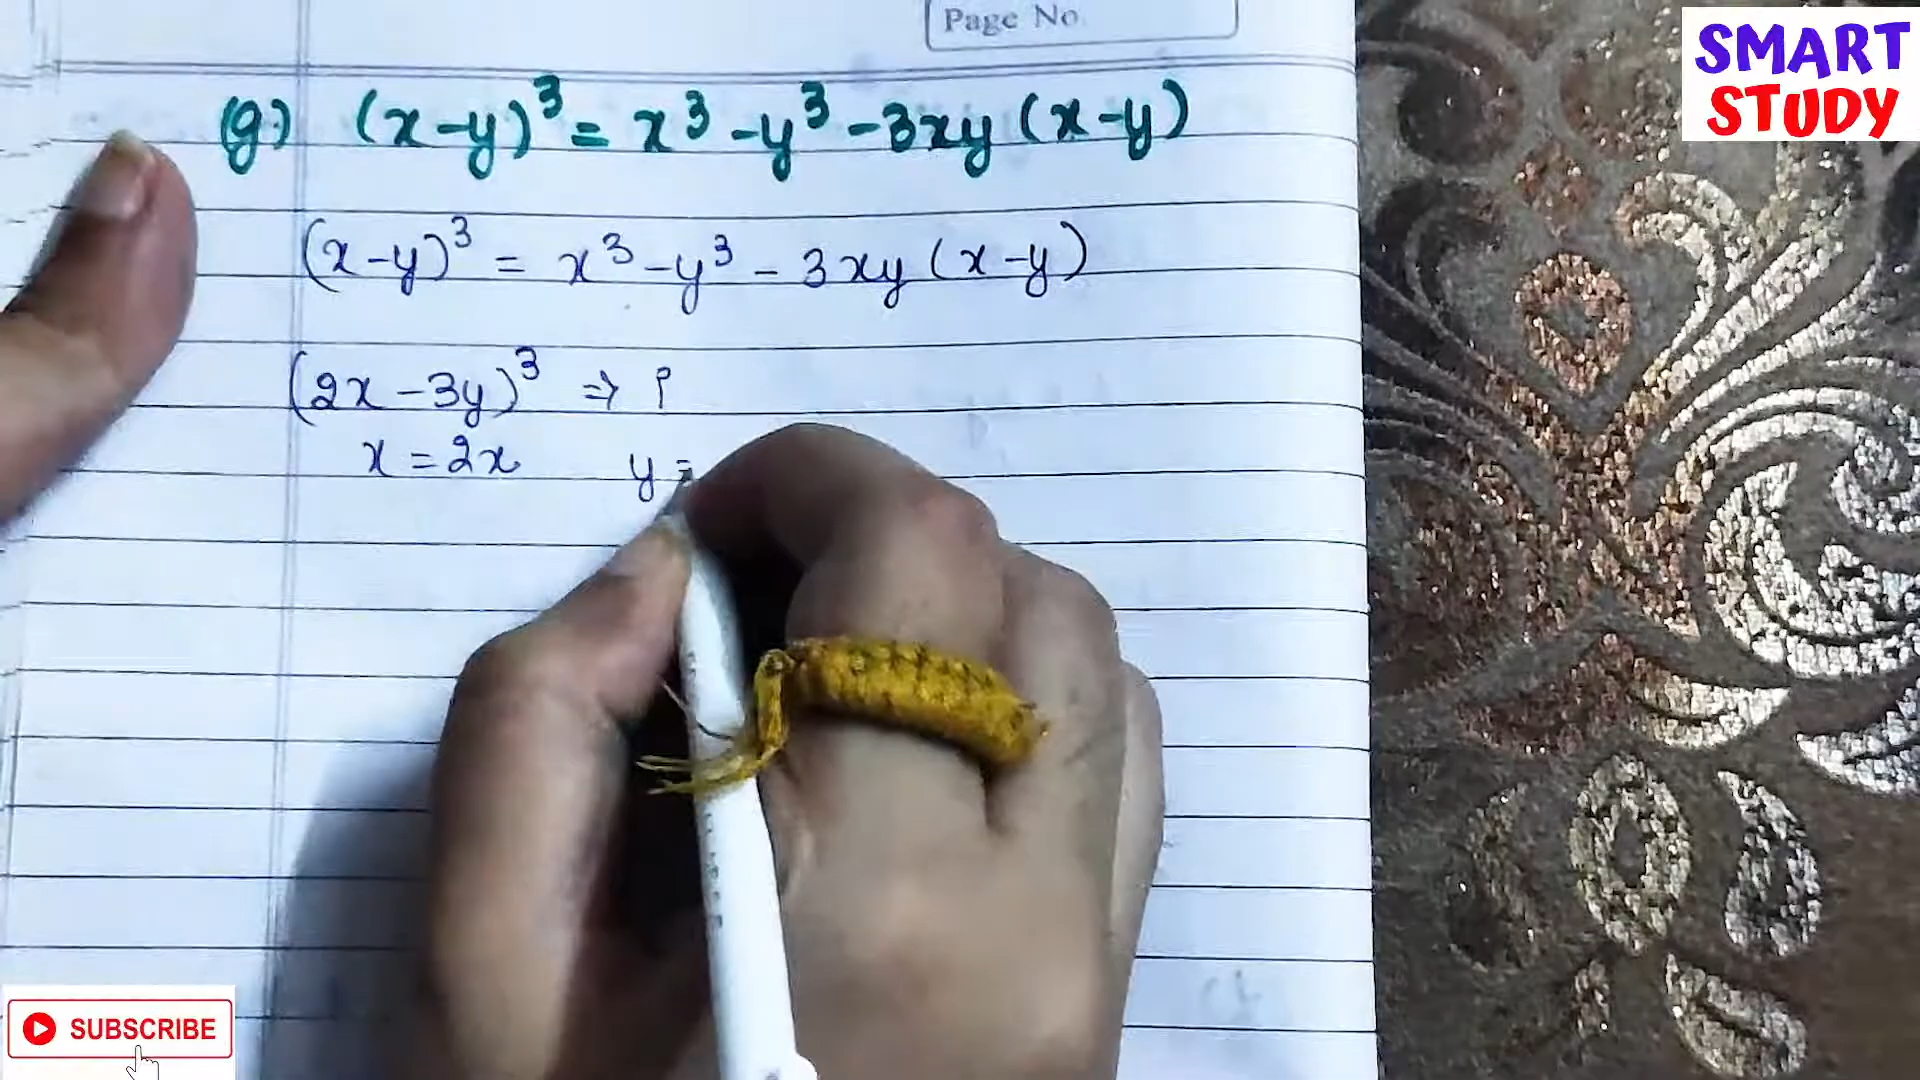 Page No.
SMART
STUDY
(g.) (x-y)³ = x³ -y³ -3xy (x-y)
(x-y)³ = x³ -y³ - 3xy (x-y)
(2x -3y)³ => ?
x = 2x y =
SUBSCRIBE